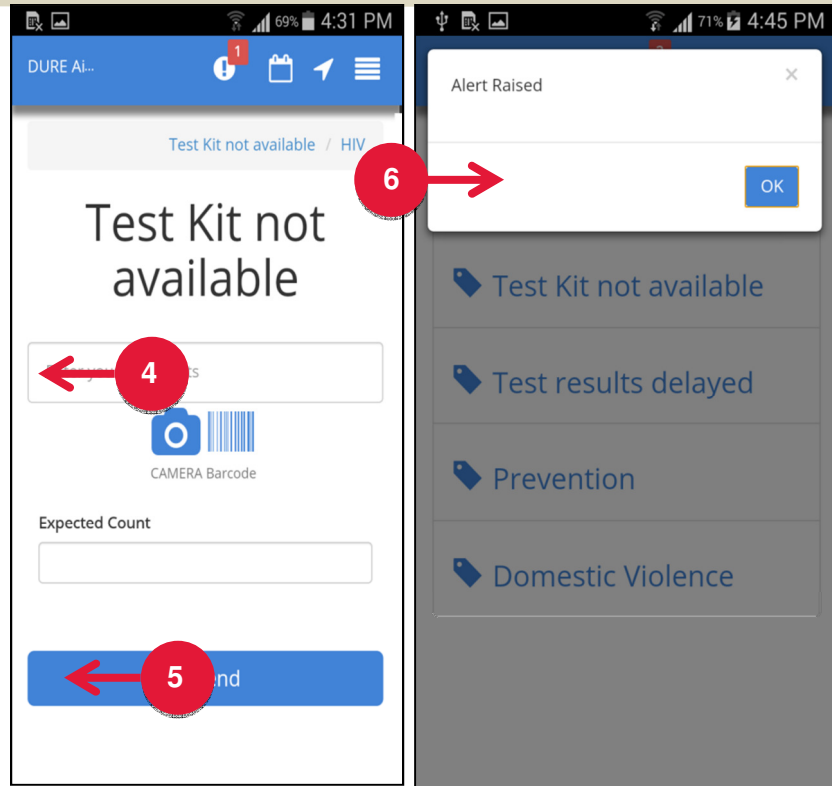 69% 4:31 PM
DURE Ai...
1
Test Kit not available / HIV
Test Kit not
available
4
CAMERA Barcode
Expected Count
5
71% 4:45 PM
Alert Raised
×
6
OK
Test Kit not available
Test results delayed
Prevention
Domestic Violence